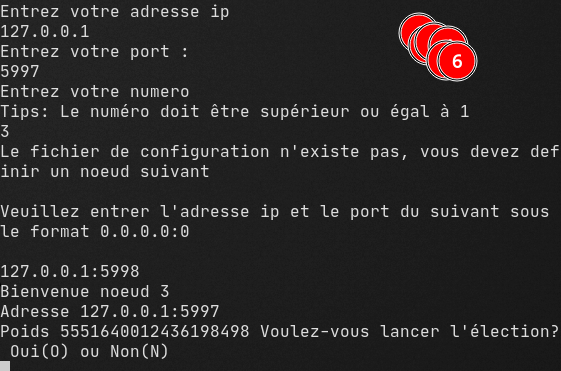 Entrez votre adresse ip
127.0.0.1
Entrez votre port :
5997
Entrez votre numero
Tips: Le numéro doit être supérieur ou égal à 1
3
Le fichier de configuration n'existe pas, vous devez def
inir un noeud suivant
Veuillez entrer l'adresse ip et le port du suivant sous
le format 0.0.0.0:0
127.0.0.1:5998
Bienvenue noeud 3
Adresse 127.0.0.1:5997
Poids 5551640012436198498 Voulez-vous lancer l'élection?
Oui(O) ou Non(N)
6